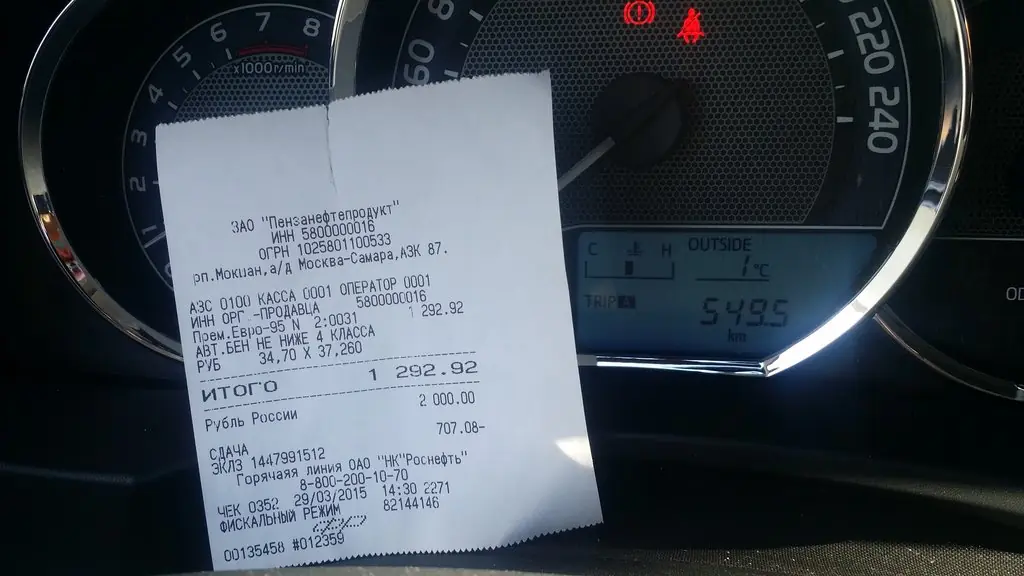 5 6 7 8
4
3
2
1
x1000r/min
60
80
220
240
ЗАО "Пензанефтепродукт"
ИНН 5800000016
ОГРН 1025801100533
рп.Мокшан,а/д Москва-Самара,АЗК 87.
АЗС 0100 КАССА 0001 ОПЕРАТОР 0001
ИНН ОРГ.-ПРОДАВЦА 5800000016
Прем.Евро-95 N 2:0031 1 292.92
АВТ.БЕН НЕ НИЖЕ 4 КЛАССА
РУБ 34,70 X 37,260
ИТОГО 1 292.92
Рубль России 2 000.00
СДАЧА 707.08-
ЭКЛЗ 1447991512
Горячаяя линия ОАО "НК"Роснефть"
8-800-200-10-70
ЧЕК 0352 29/03/2015 14:30 2271
ФИСКАЛЬНЫЙ РЕЖИМ 82144146
00135458 #012359
C E H
OUTSIDE
1°C
TRIP A
549.5
km
OD